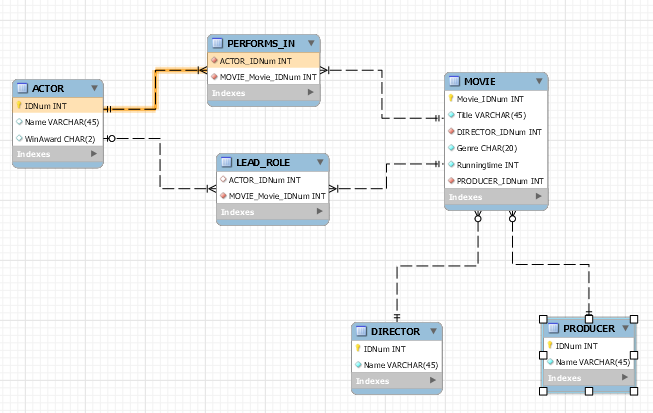 PERFORMS_IN
ACTOR_IDNum INT
MOVIE_Movie_IDNum INT
Indexes
ACTOR
IDNum INT
Name VARCHAR(45)
WinAward CHAR(2)
Indexes
MOVIE
Movie_IDNum INT
Title VARCHAR(45)
DIRECTOR_IDNum INT
Genre CHAR(20)
Runningtime INT
PRODUCER_IDNum INT
Indexes
LEAD_ROLE
ACTOR_IDNum INT
MOVIE_Movie_IDNum INT
Indexes
DIRECTOR
IDNum INT
Name VARCHAR(45)
Indexes
PRODUCER
IDNum INT
Name VARCHAR(45)
Indexes